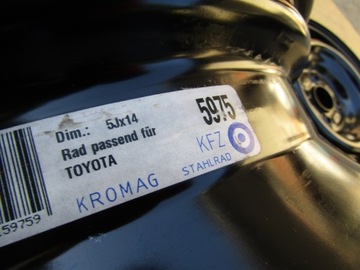 Dim.: 5Jx14
5975
Rad passend für
TOYOTA
KFZ
STAHLRAD
KROMAG
59759